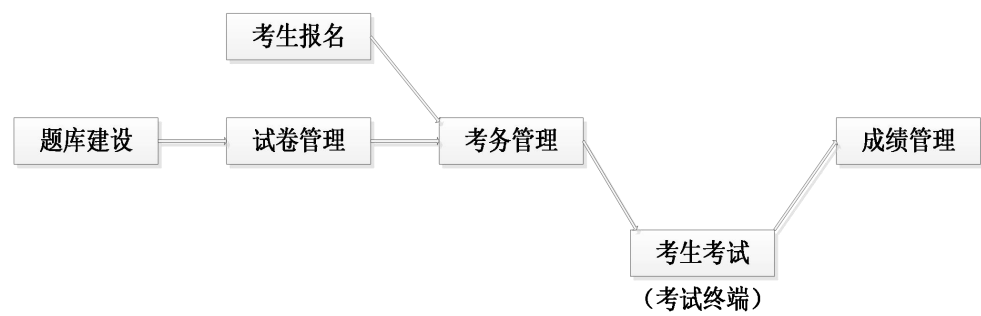 考生报名
题库建设
试卷管理
考务管理
成绩管理
考生考试
（考试终端）